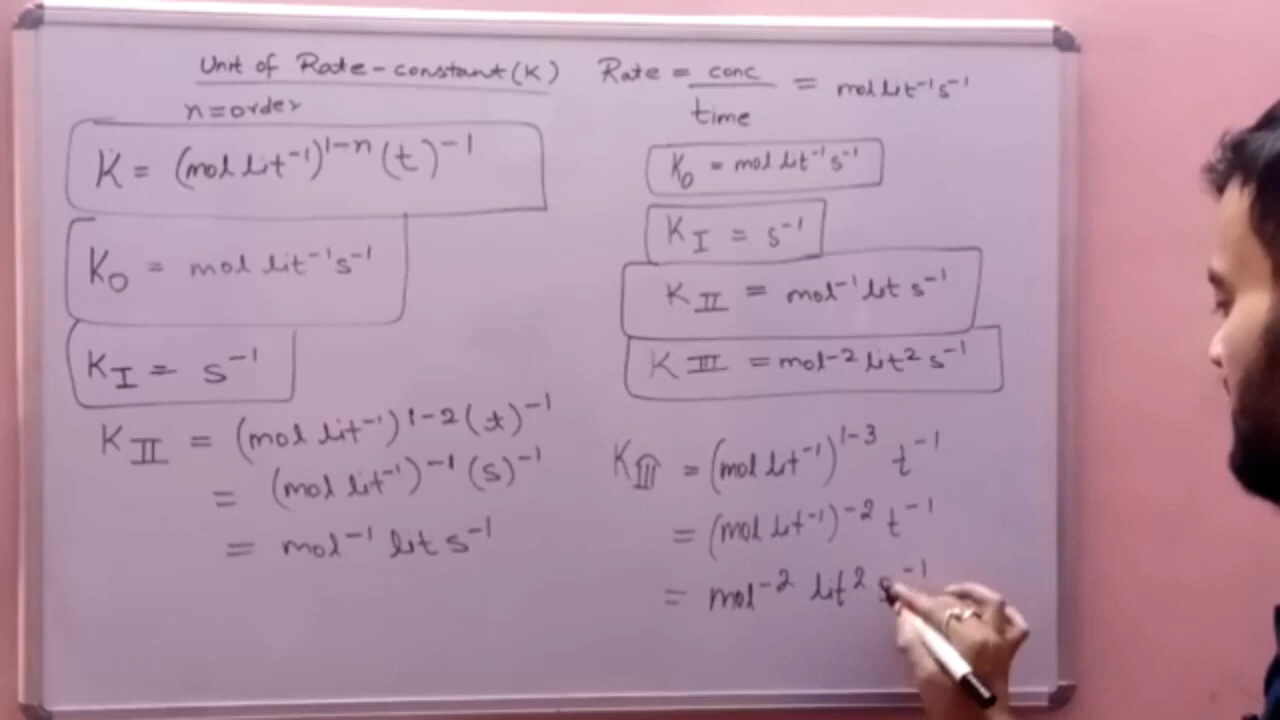 Unit of Rate-constant (K)
n=order
K = (mol lit⁻¹)¹⁻ⁿ (t)⁻¹
K₀ = mol lit⁻¹ s⁻¹
K_I = s⁻¹
K_II = (mol lit⁻¹)¹⁻² (t)⁻¹
= (mol lit⁻¹)⁻¹ (s)⁻¹
= mol⁻¹ lit s⁻¹
Rate = conc / time = mol lit⁻¹ s⁻¹
K₀ = mol lit⁻¹ s⁻¹
K_I = s⁻¹
K_II = mol⁻¹ lit s⁻¹
K_III = mol⁻² lit² s⁻¹
K_III = (mol lit⁻¹)¹⁻³ t⁻¹
= (mol lit⁻¹)⁻² t⁻¹
= mol⁻² lit² s⁻¹